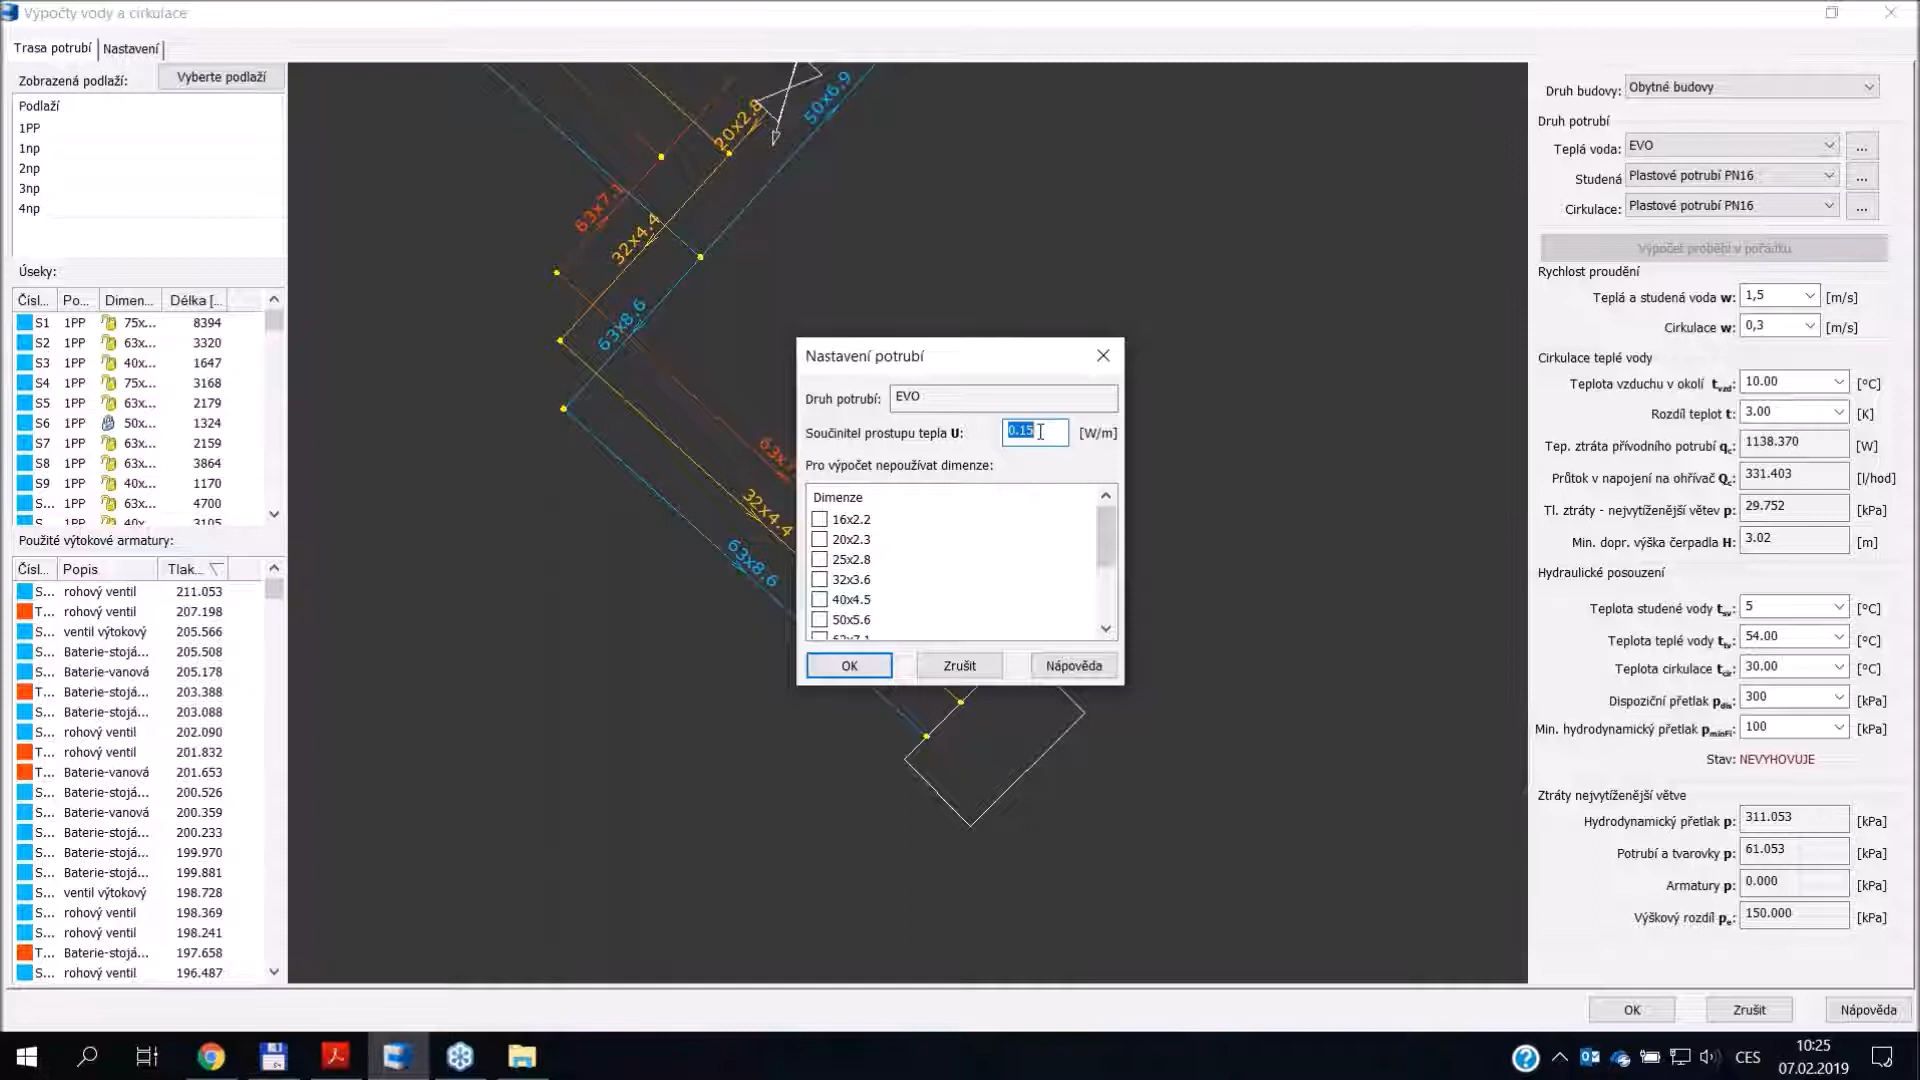 Výpočty vody a cirkulace
Trasa potrubí
Nastavení
Zobrazená podlaží:
Vyberte podlaží
Podlaží
1PP
1np
2np
3np
4np
Úseky:
Čísl... Po... Dimen... Délka [...
S1 1PP 75x... 8394
S2 1PP 63x... 3320
S3 1PP 40x... 1647
S4 1PP 75x... 3168
S5 1PP 63x... 2179
S6 1PP 50x... 1324
S7 1PP 63x... 2159
S8 1PP 63x... 3864
S9 1PP 40x... 1170
S... 1PP 63x... 4700
S... 1PP 40x... 3105
Použité výtokové armatury:
Čísl... Popis Tlak...
S... rohový ventil 211.053
T... rohový ventil 207.198
S... ventil výtokový 205.566
S... Baterie-stojá... 205.508
S... Baterie-vanová 205.178
T... Baterie-stojá... 203.388
S... Baterie-stojá... 203.088
S... rohový ventil 202.090
T... rohový ventil 201.832
T... Baterie-vanová 201.653
S... Baterie-stojá... 200.526
S... Baterie-vanová 200.359
S... Baterie-stojá... 200.233
S... Baterie-stojá... 199.970
S... Baterie-stojá... 199.881
S... ventil výtokový 198.728
S... rohový ventil 198.369
S... rohový ventil 198.241
T... Baterie-stojá... 197.658
S... rohový ventil 196.487
20x2.8
50x6.9
63x7.1
32x4.4
63x8.6
63x7
32x4.4
63x8.6
Nastavení potrubí
Druh potrubí: EVO
Součinitel prostupu tepla U: 0.15 [W/m]
Pro výpočet nepoužívat dimenze:
Dimenze
16x2.2
20x2.3
25x2.8
32x3.6
40x4.5
50x5.6
63x7.1
OK
Zrušit
Nápověda
Druh budovy: Obytné budovy
Druh potrubí
Teplá voda: EVO ...
Studená Plastové potrubí PN16 ...
Cirkulace: Plastové potrubí PN16 ...
Výpočet proběhl v pořádku
Rychlost proudění
Teplá a studená voda w: 1,5 [m/s]
Cirkulace w: 0,3 [m/s]
Cirkulace teplé vody
Teplota vzduchu v okolí tvzd: 10.00 [°C]
Rozdíl teplot t: 3.00 [K]
Tep. ztráta přívodního potrubí qc: 1138.370 [W]
Průtok v napojení na ohřívač Qc: 331.403 [l/hod]
Tl. ztráty - nejvytíženější větev p: 29.752 [kPa]
Min. dopr. výška čerpadla H: 3.02 [m]
Hydraulické posouzení
Teplota studené vody tsv: 5 [°C]
Teplota teplé vody ttv: 54.00 [°C]
Teplota cirkulace tcir: 30.00 [°C]
Dispoziční přetlak pdis: 300 [kPa]
Min. hydrodynamický přetlak pminFl: 100 [kPa]
Stav: NEVYHOVUJE
Ztráty nejvytíženější větve
Hydrodynamický přetlak p: 311.053 [kPa]
Potrubí a tvarovky p: 61.053 [kPa]
Armatury p: 0.000 [kPa]
Výškový rozdíl pe: 150.000 [kPa]
OK
Zrušit
Nápověda
CES
10:25
07.02.2019